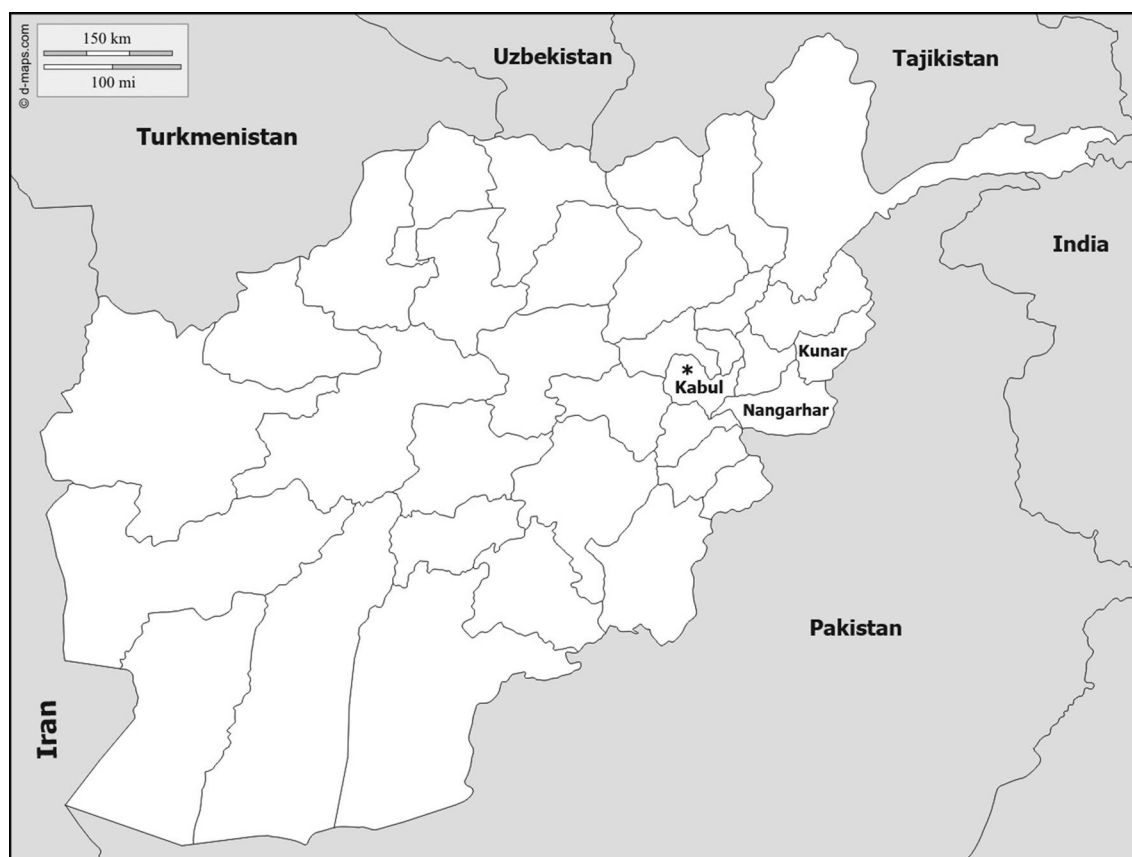 150 km
100 mi
© d-maps.com
Uzbekistan
Tajikistan
Turkmenistan
India
Kunar
*
Kabul
Nangarhar
Pakistan
Iran